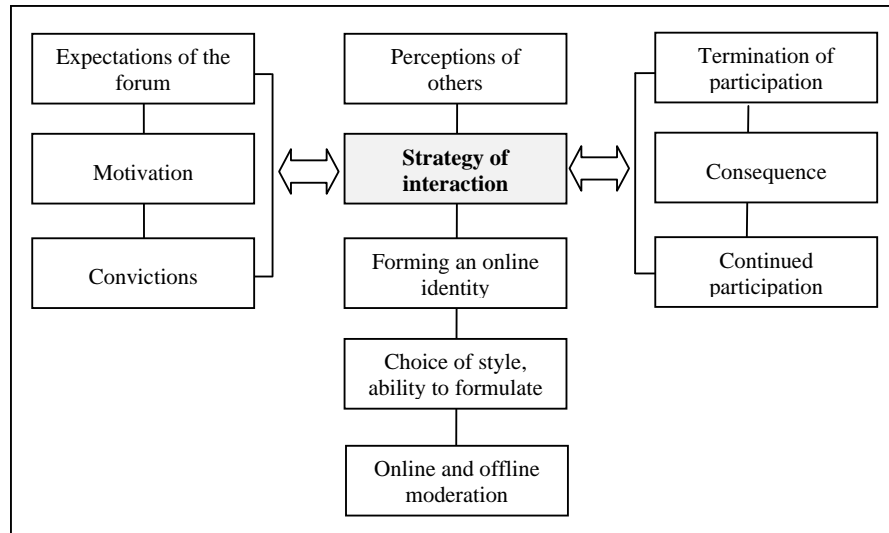 Expectations of the
forum
Motivation
Convictions
Perceptions of
others
Strategy of
interaction
Forming an online
identity
Choice of style,
ability to formulate
Online and offline
moderation
Termination of
participation
Consequence
Continued
participation